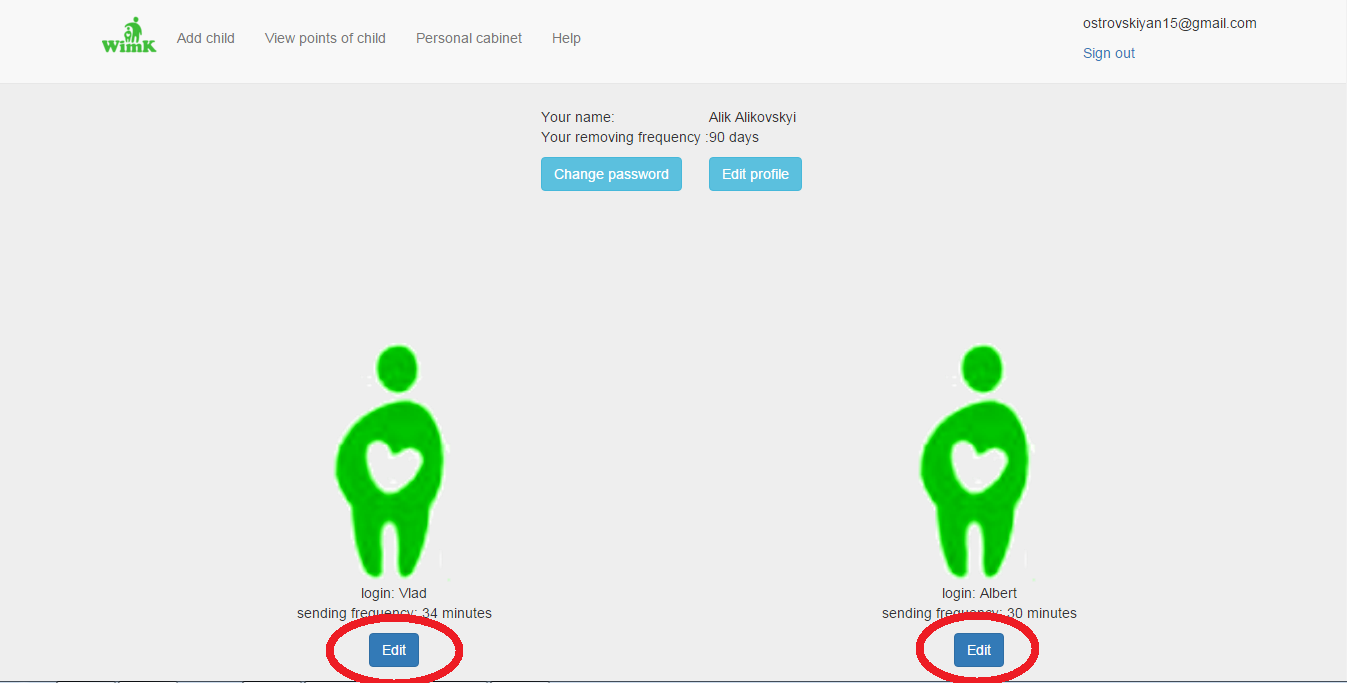 WimK
Add child
View points of child
Personal cabinet
Help
ostrovskiyan15@gmail.com
Sign out
Your name: Alik Alikovskyi
Your removing frequency :90 days
Change password
Edit profile
login: Vlad
sending frequency: 34 minutes
Edit
login: Albert
sending frequency: 30 minutes
Edit